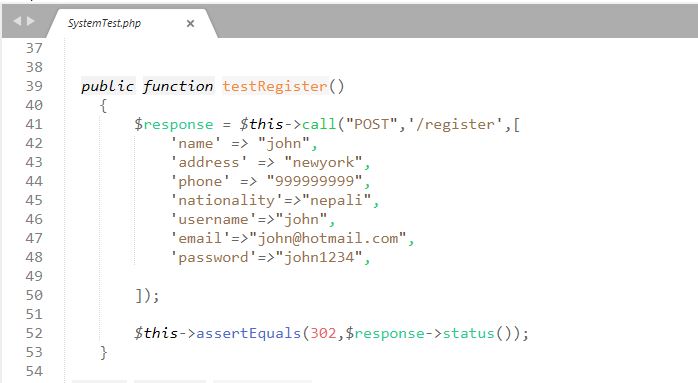 SystemTest.php ×
37
38
39 public function testRegister()
40 {
41 $response = $this->call("POST",'/register',[
42 'name' => "john",
43 'address' => "newyork",
44 'phone' => "999999999",
45 'nationality'=>"nepali",
46 'username'=>"john",
47 'email'=>"john@hotmail.com",
48 'password'=>"john1234",
49
50 ]);
51
52 $this->assertEquals(302,$response->status());
53 }
54